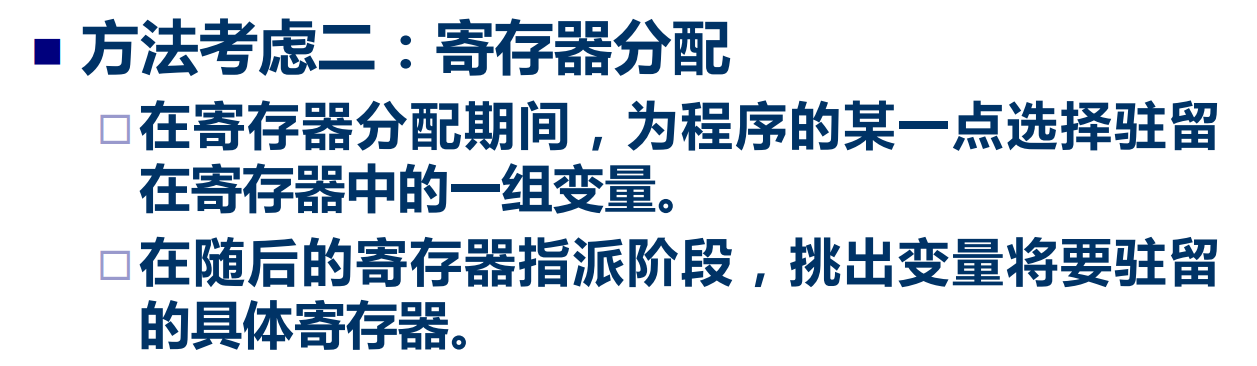 方法考虑二：寄存器分配
在寄存器分配期间，为程序的某一点选择驻留
在寄存器中的一组变量。
在随后的寄存器指派阶段，挑出变量将要驻留
的具体寄存器。